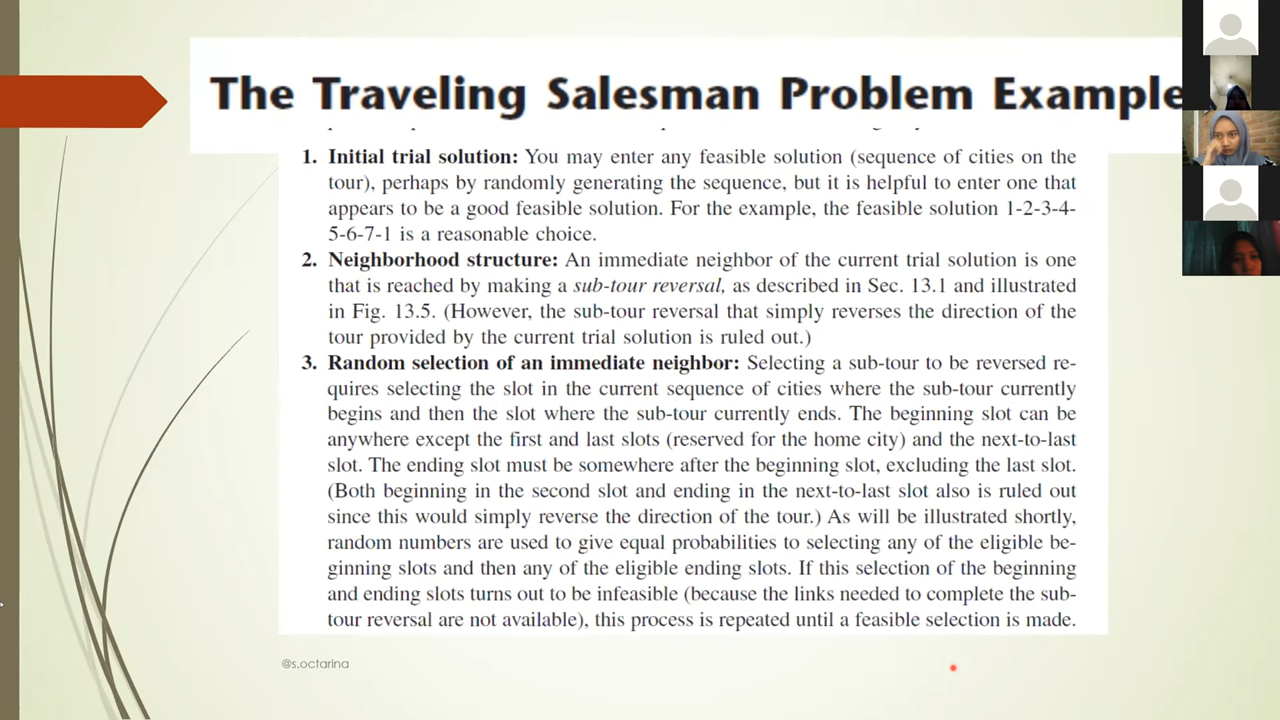 The Traveling Salesman Problem Example
1. Initial trial solution: You may enter any feasible solution (sequence of cities on the
tour), perhaps by randomly generating the sequence, but it is helpful to enter one that
appears to be a good feasible solution. For the example, the feasible solution 1-2-3-4-
5-6-7-1 is a reasonable choice.
2. Neighborhood structure: An immediate neighbor of the current trial solution is one
that is reached by making a sub-tour reversal, as described in Sec. 13.1 and illustrated
in Fig. 13.5. (However, the sub-tour reversal that simply reverses the direction of the
tour provided by the current trial solution is ruled out.)
3. Random selection of an immediate neighbor: Selecting a sub-tour to be reversed re-
quires selecting the slot in the current sequence of cities where the sub-tour currently
begins and then the slot where the sub-tour currently ends. The beginning slot can be
anywhere except the first and last slots (reserved for the home city) and the next-to-last
slot. The ending slot must be somewhere after the beginning slot, excluding the last slot.
(Both beginning in the second slot and ending in the next-to-last slot also is ruled out
since this would simply reverse the direction of the tour.) As will be illustrated shortly,
random numbers are used to give equal probabilities to selecting any of the eligible be-
ginning slots and then any of the eligible ending slots. If this selection of the beginning
and ending slots turns out to be infeasible (because the links needed to complete the sub-
tour reversal are not available), this process is repeated until a feasible selection is made.
@s.octarina